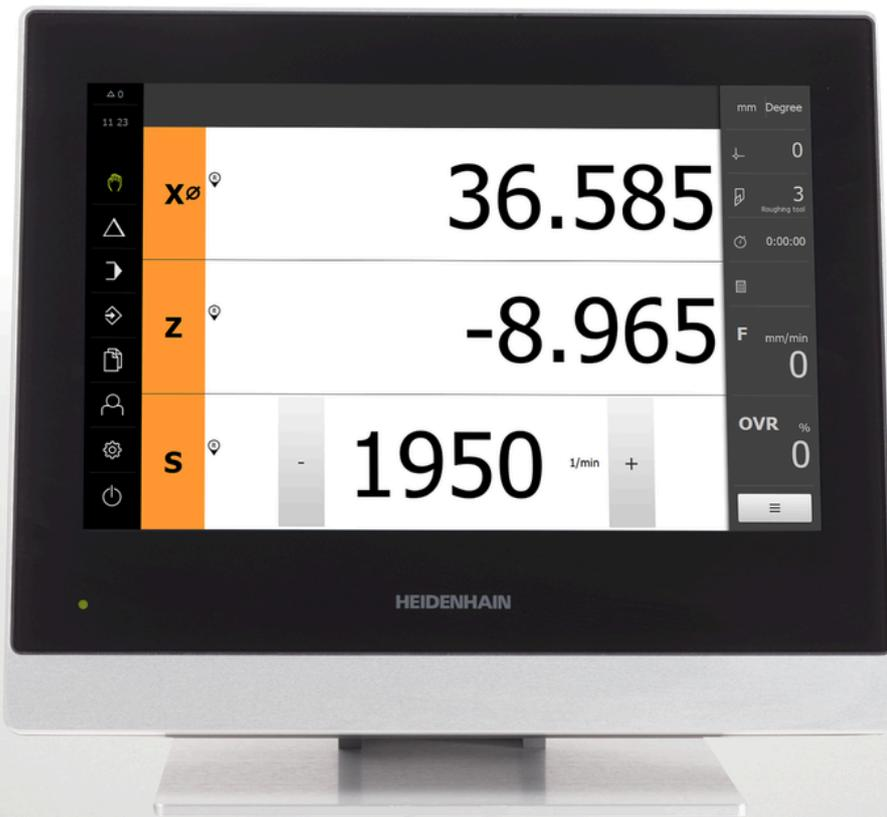 △ 0
11 23
mm Degree
XØ
R
36.585
0
3
Roughing tool
Z
R
-8.965
0:00:00
F mm/min
0
S
R
-
1950
1/min
+
OVR %
0
HEIDENHAIN